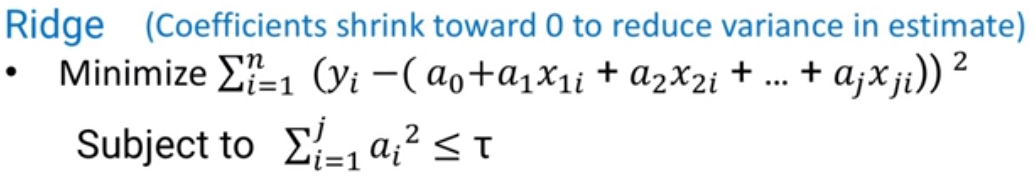 Ridge (Coefficients shrink toward 0 to reduce variance in estimate)
• Minimize ∑ⁿᵢ₌₁ (yᵢ −( a₀+a₁x₁ᵢ + a₂x₂ᵢ + ... + aⱼxⱼᵢ)) ²
Subject to ∑ʲᵢ₌₁ aᵢ² ≤ τ